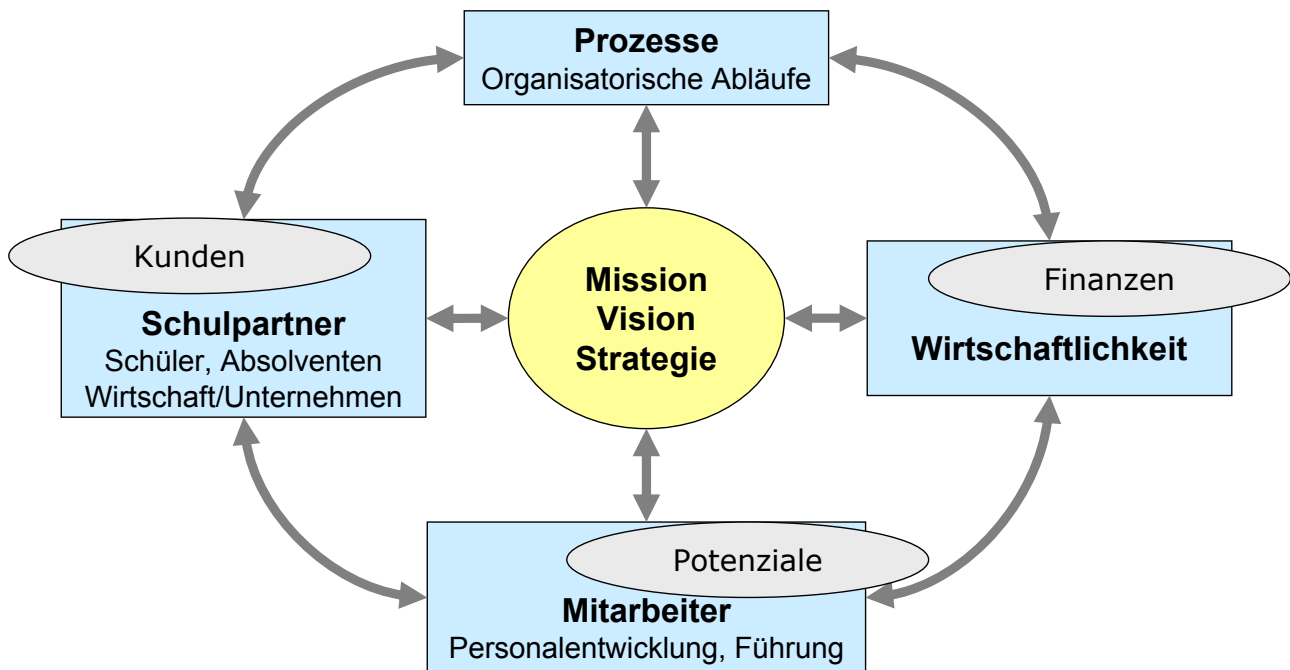 Prozesse
Organisatorische Abläufe
Kunden
Schulpartner
Schüler, Absolventen
Wirtschaft/Unternehmen
Mission
Vision
Strategie
Finanzen
Wirtschaftlichkeit
Potenziale
Mitarbeiter
Personalentwicklung, Führung